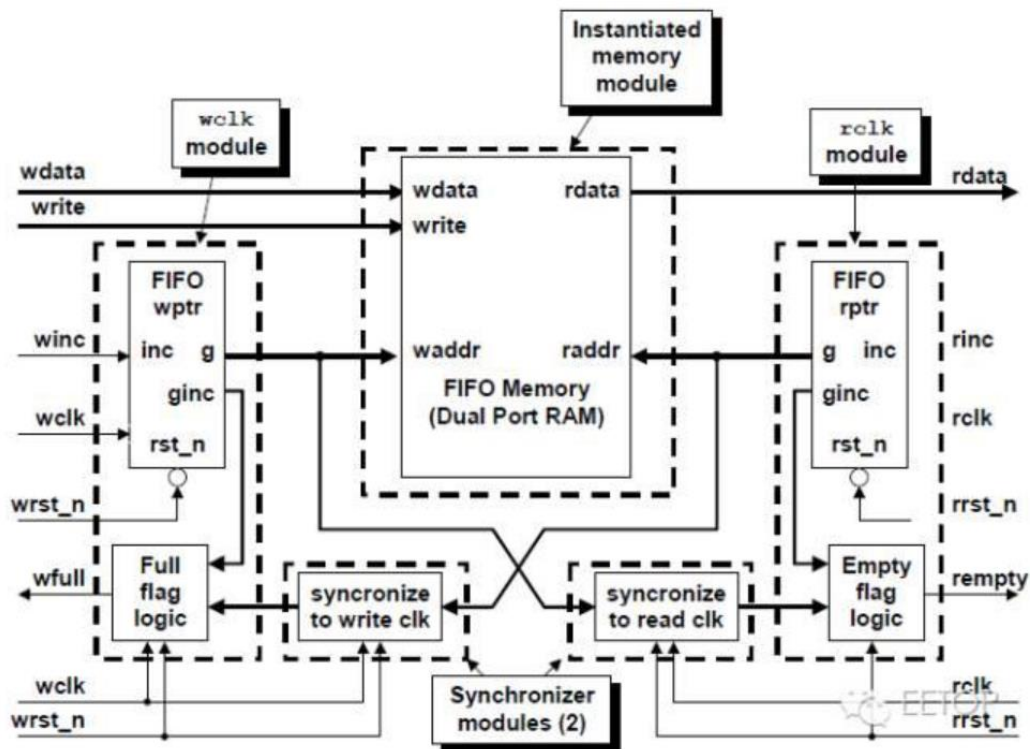 Instantiated
memory
module
wclk
module
rclk
module
wdata
write
wdata
rdata
write
rdata
FIFO
wptr
FIFO
rptr
winc
inc
g
waddr
raddr
g
inc
rinc
FIFO Memory
(Dual Port RAM)
ginc
ginc
wclk
rclk
rst_n
rst_n
wrst_n
rrst_n
wfull
Full
flag
logic
syncronize
to write clk
syncronize
to read clk
Empty
flag
logic
rempty
wclk
wrst_n
Synchronizer
modules (2)
rclk
rrst_n
EETOP